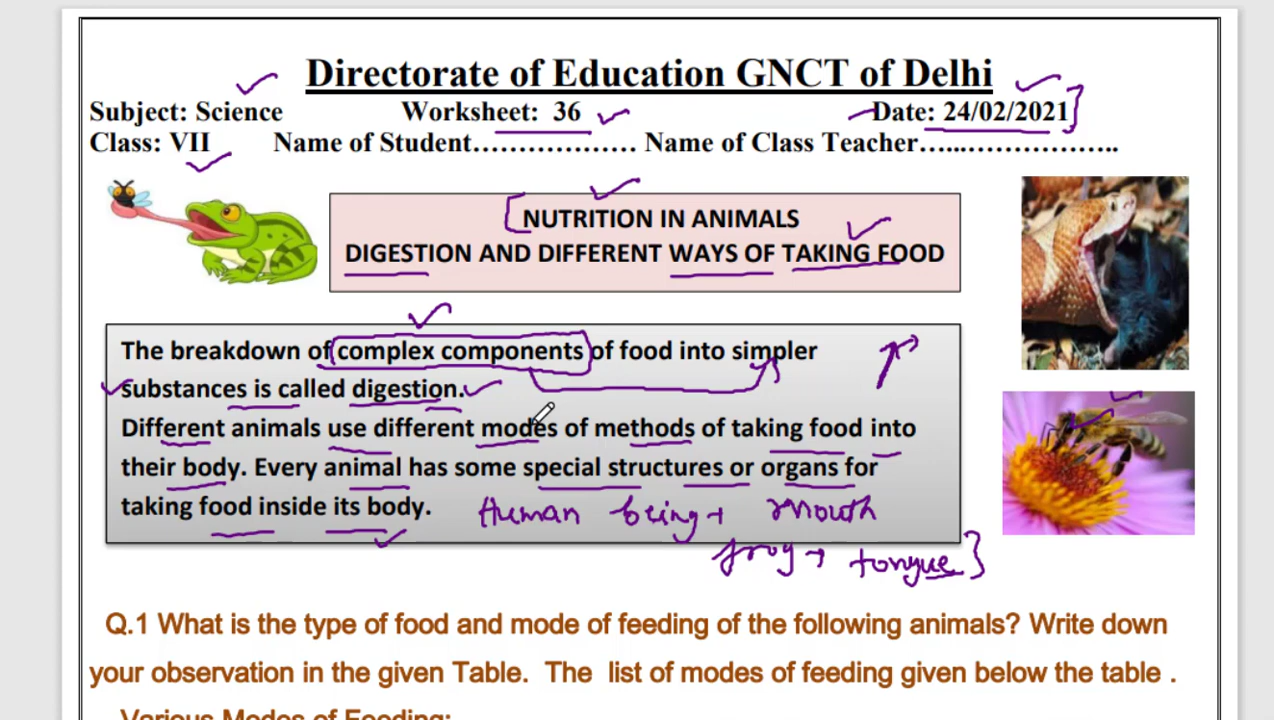 Directorate of Education GNCT of Delhi
Subject: Science Worksheet: 36 Date: 24/02/2021
Class: VII Name of Student……………… Name of Class Teacher…...……………..
NUTRITION IN ANIMALS
DIGESTION AND DIFFERENT WAYS OF TAKING FOOD
The breakdown of complex components of food into simpler
substances is called digestion.
Different animals use different modes of methods of taking food into
their body. Every animal has some special structures or organs for
taking food inside its body.
Human being → mouth
frog → tongue
Q.1 What is the type of food and mode of feeding of the following animals? Write down
your observation in the given Table. The list of modes of feeding given below the table .
Various Modes of Feeding: